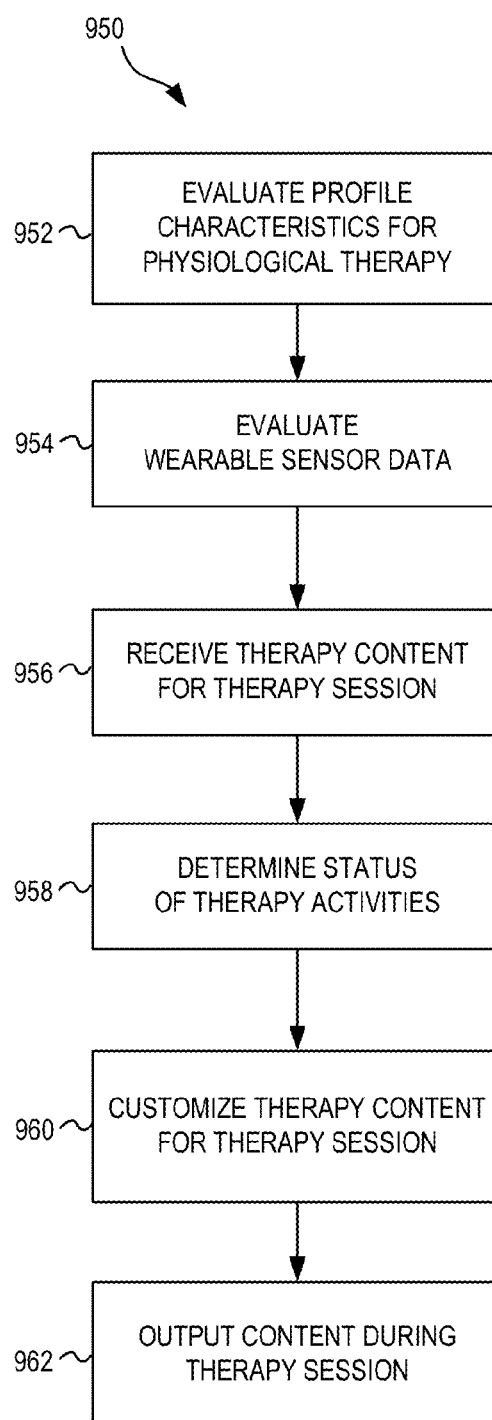 950
952
EVALUATE PROFILE
CHARACTERISTICS FOR
PHYSIOLOGICAL THERAPY
954
EVALUATE
WEARABLE SENSOR DATA
956
RECEIVE THERAPY CONTENT
FOR THERAPY SESSION
958
DETERMINE STATUS
OF THERAPY ACTIVITIES
960
CUSTOMIZE THERAPY CONTENT
FOR THERAPY SESSION
962
OUTPUT CONTENT DURING
THERAPY SESSION